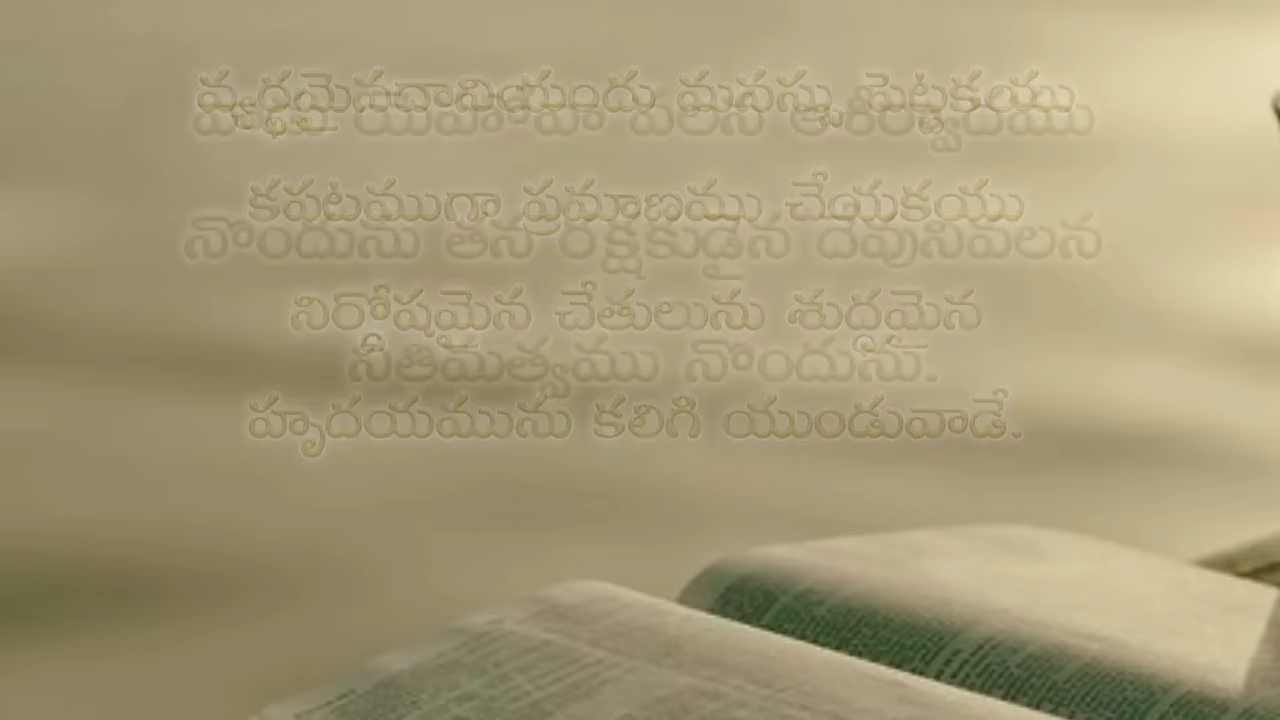 వ్యర్థమైనదానియందు మనస్సు పెట్టకయు
కపటముగా ప్రమాణము చేయకయు
నొందును తన రక్షకుడైన దేవునివలన
నిర్దోషమైన చేతులును శుద్ధమైన
నీతిమత్వము నొందును.
హృదయమును కలిగి యుండువాడే.